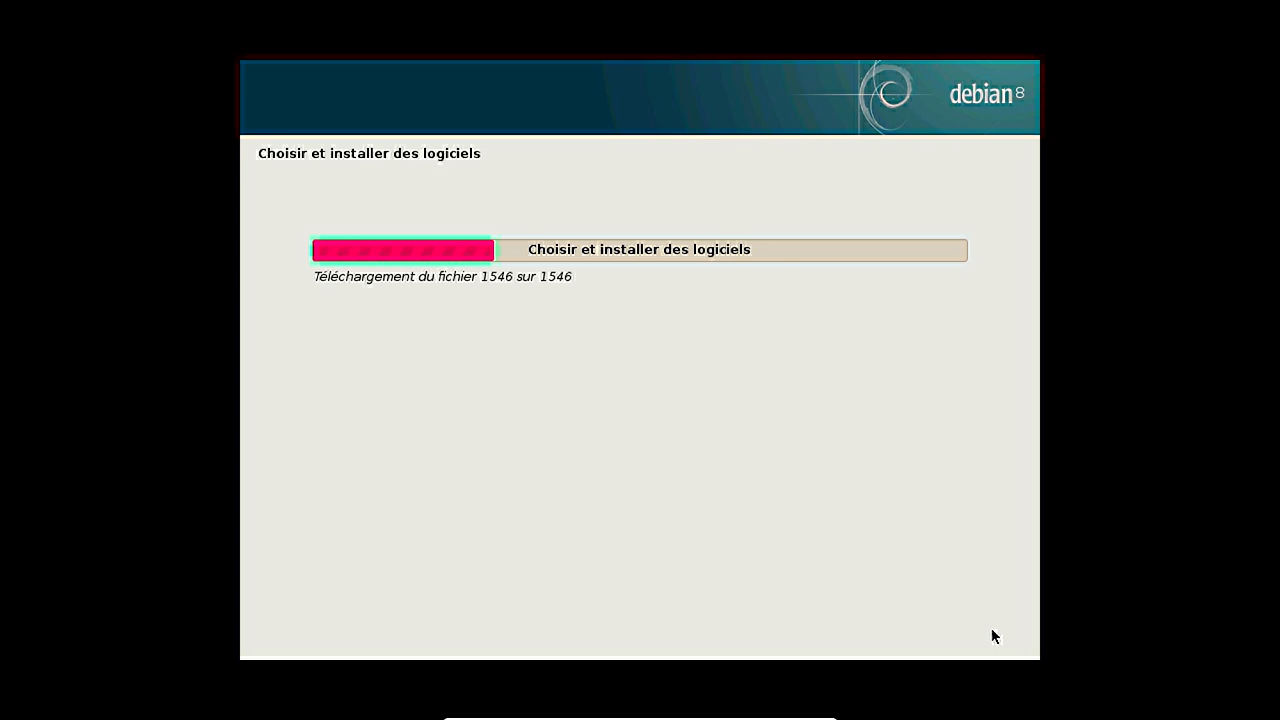 debian 8
Choisir et installer des logiciels
Choisir et installer des logiciels
Téléchargement du fichier 1546 sur 1546